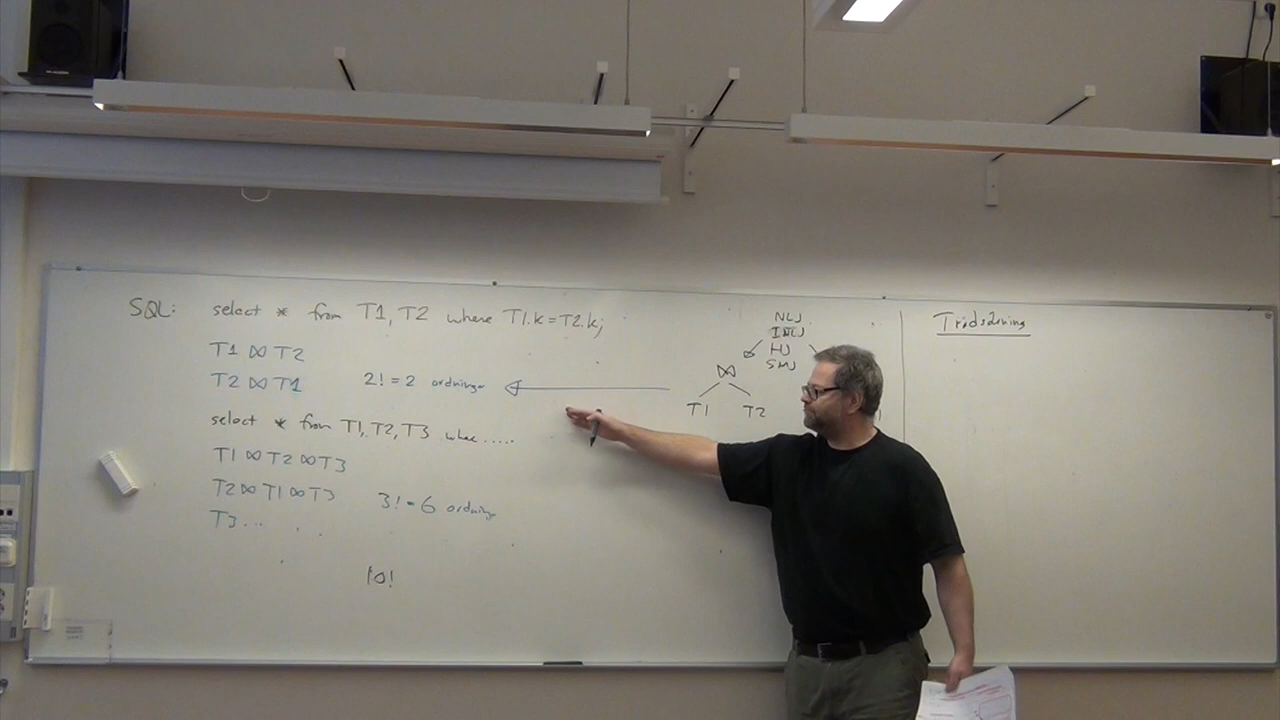 SQL: select * from T1, T2 where T1.k=T2.k;
T1 ⋈ T2
T2 ⋈ T1 2! = 2 ordningar
select * from T1, T2, T3 where.....
T1 ⋈ T2 ⋈ T3
T2 ⋈ T1 ⋈ T3 3! = 6 ordningar
T3...
10!
NLJ
INLJ
HJ
SMJ
⋈
T1 T2